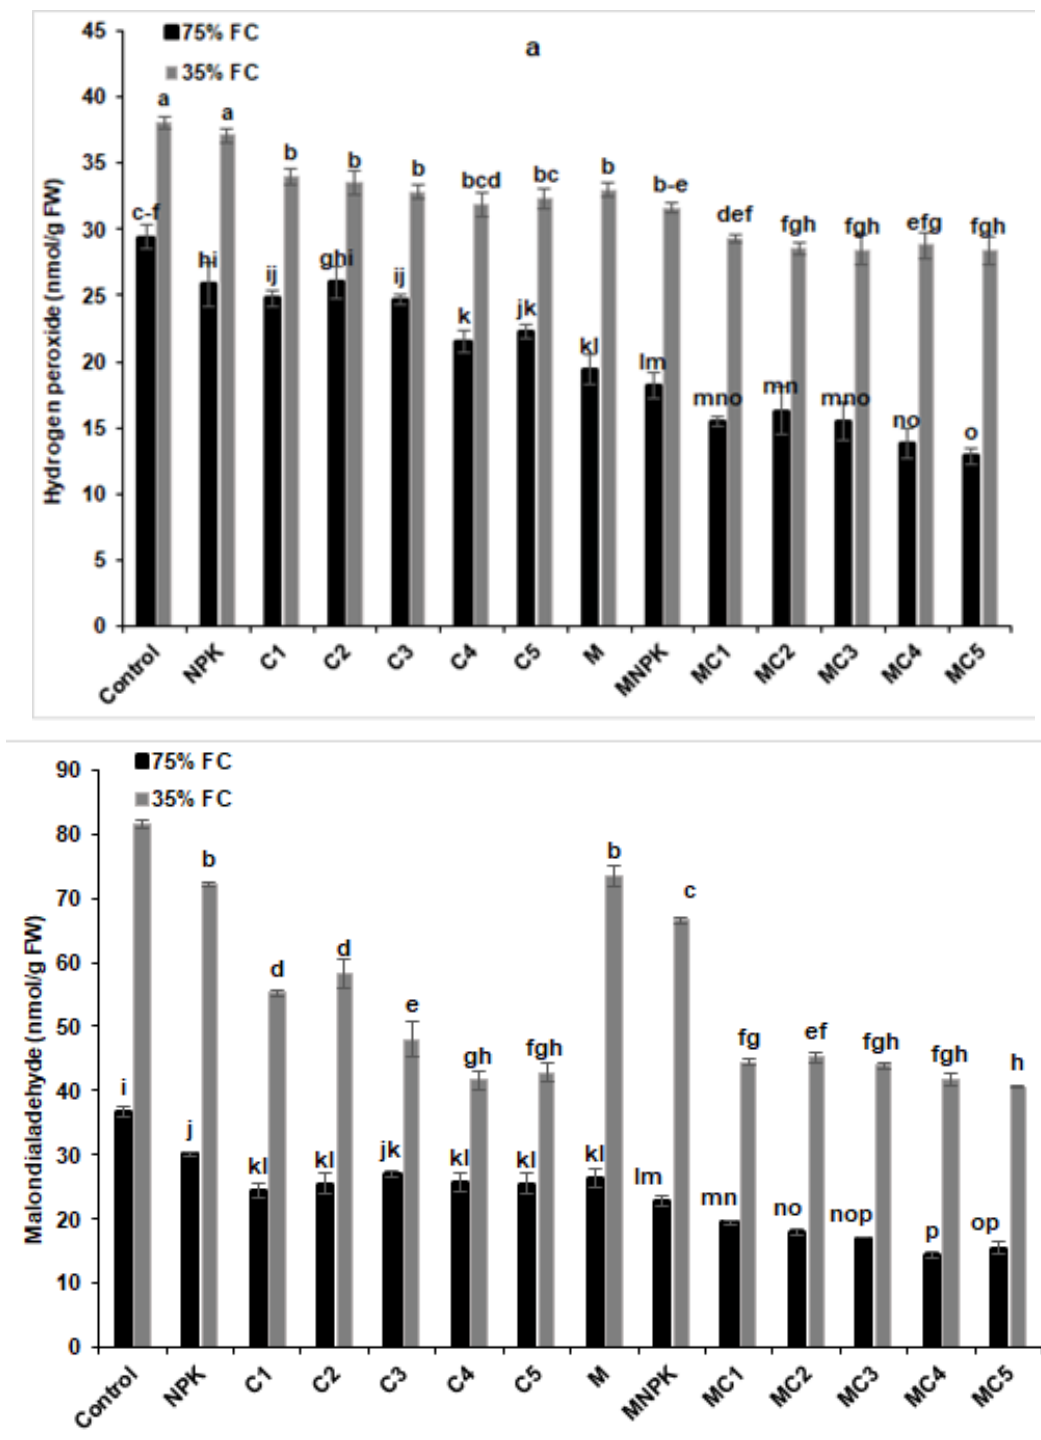 45
75% FC
a
35% FC
40
a
a
35
b
b
b
bcd
bc
b
b-e
30
c-f
def
fgh
fgh
efg
fgh
25
hi
ij
ghi
ij
20
k
jk
kl
lm
15
mno
mn
mno
no
o
10
5
0
Hydrogen peroxide (nmol/g FW)
Control NPK C1 C2 C3 C4 C5 M MNPK MC1 MC2 MC3 MC4 MC5
90
75% FC
35% FC
80
b
b
70
c
60
d
d
50
e
gh
fgh
fg
ef
fgh
fgh
h
40
i
30
j
kl
kl
jk
kl
kl
kl
lm
20
mn
no
nop
p
op
10
0
Malondialadehyde (nmol/g FW)
Control NPK C1 C2 C3 C4 C5 M MNPK MC1 MC2 MC3 MC4 MC5